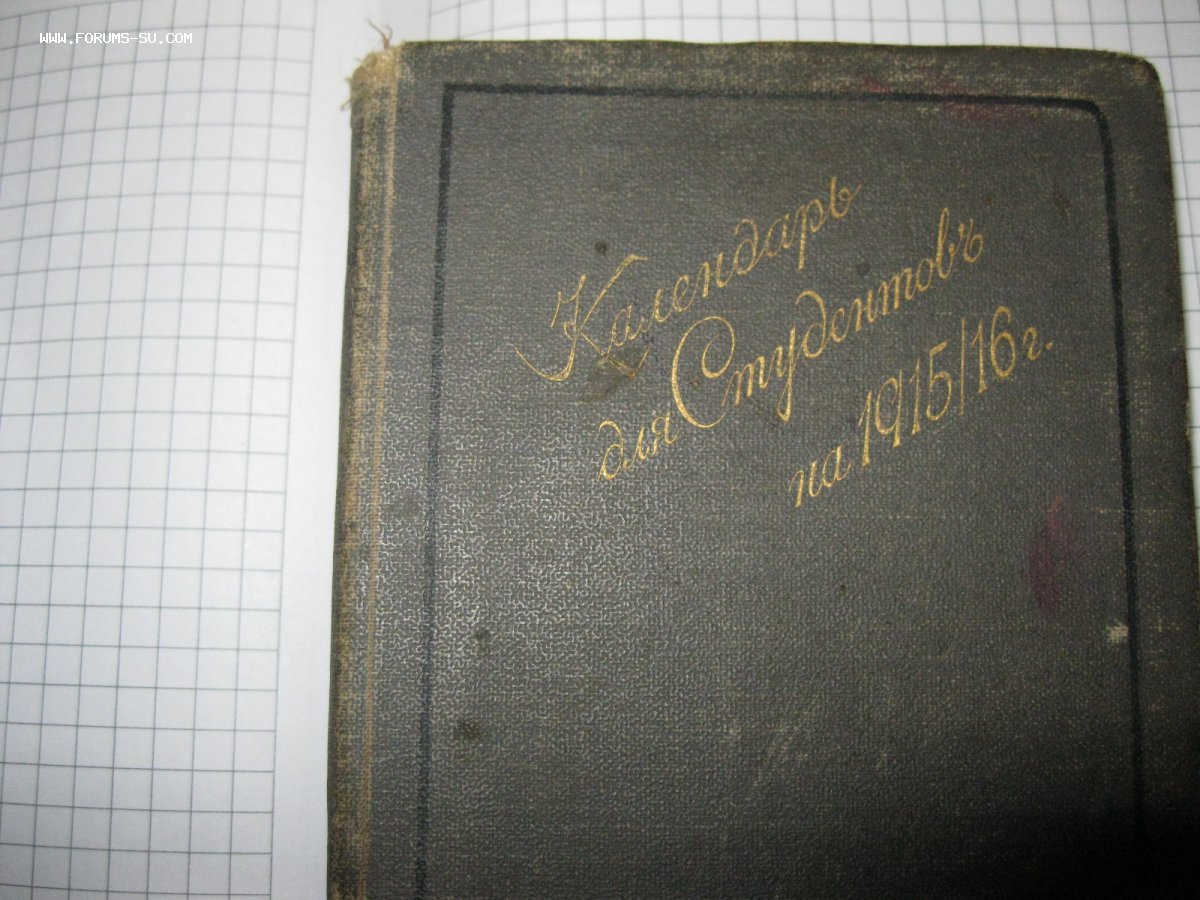 WWW.FORUMS-SU.COM
Календарь
для Студентовъ
на 1915/16 г.